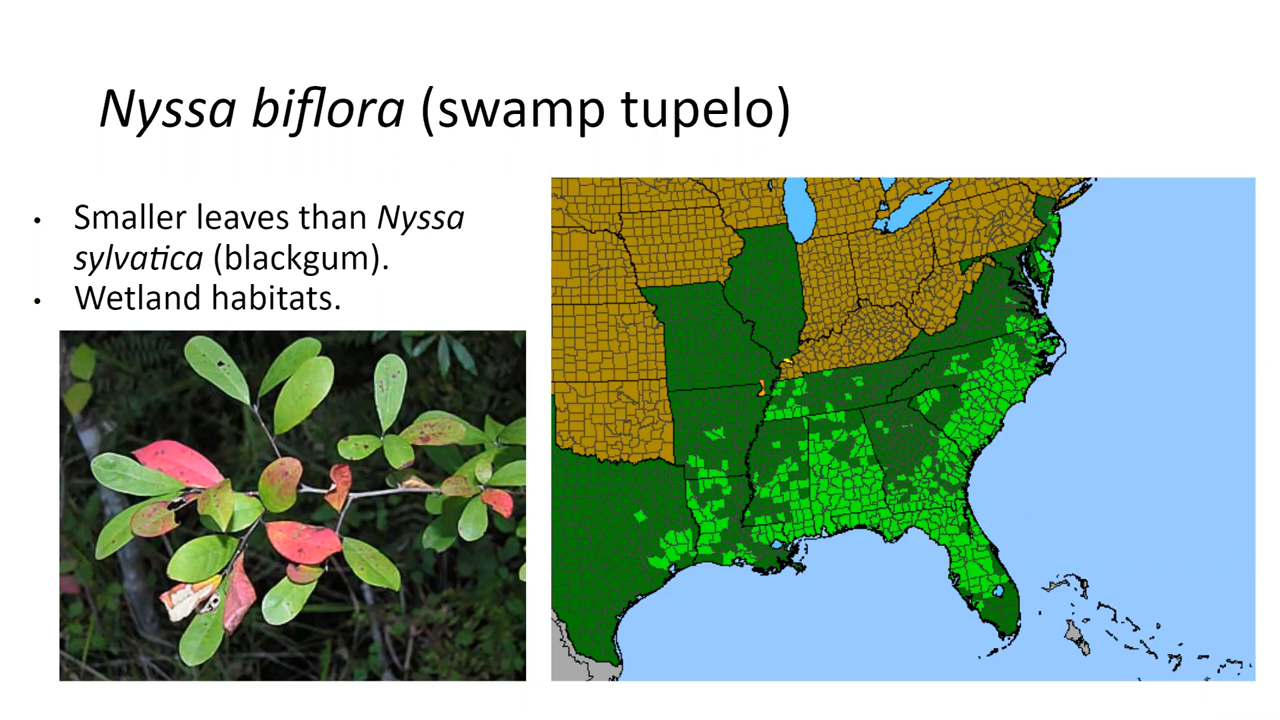 Nyssa biflora (swamp tupelo)
• Smaller leaves than Nyssa
sylvatica (blackgum).
• Wetland habitats.